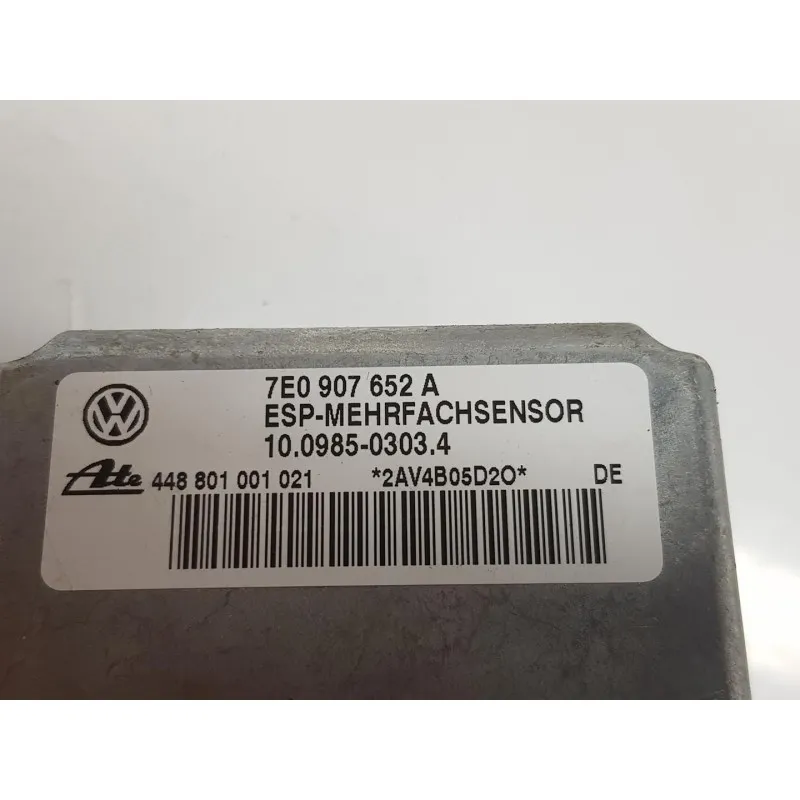 7E0 907 652 A
ESP-MEHRFACHSENSOR
10.0985-0303.4
Ate 448 801 001 021 *2AV4B05D2O* DE